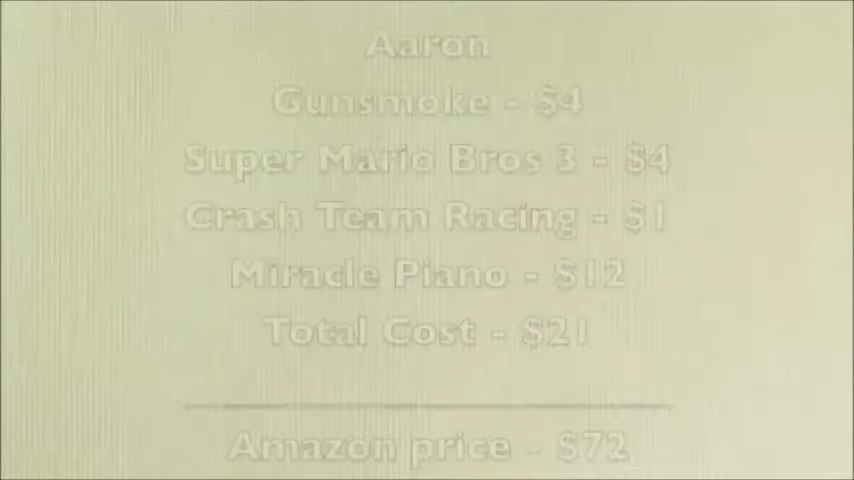 Aaron
Gunsmoke - $4
Super Mario Bros 3 - $4
Crash Team Racing - $1
Miracle Piano - $12
Total Cost - $21
Amazon price - $72